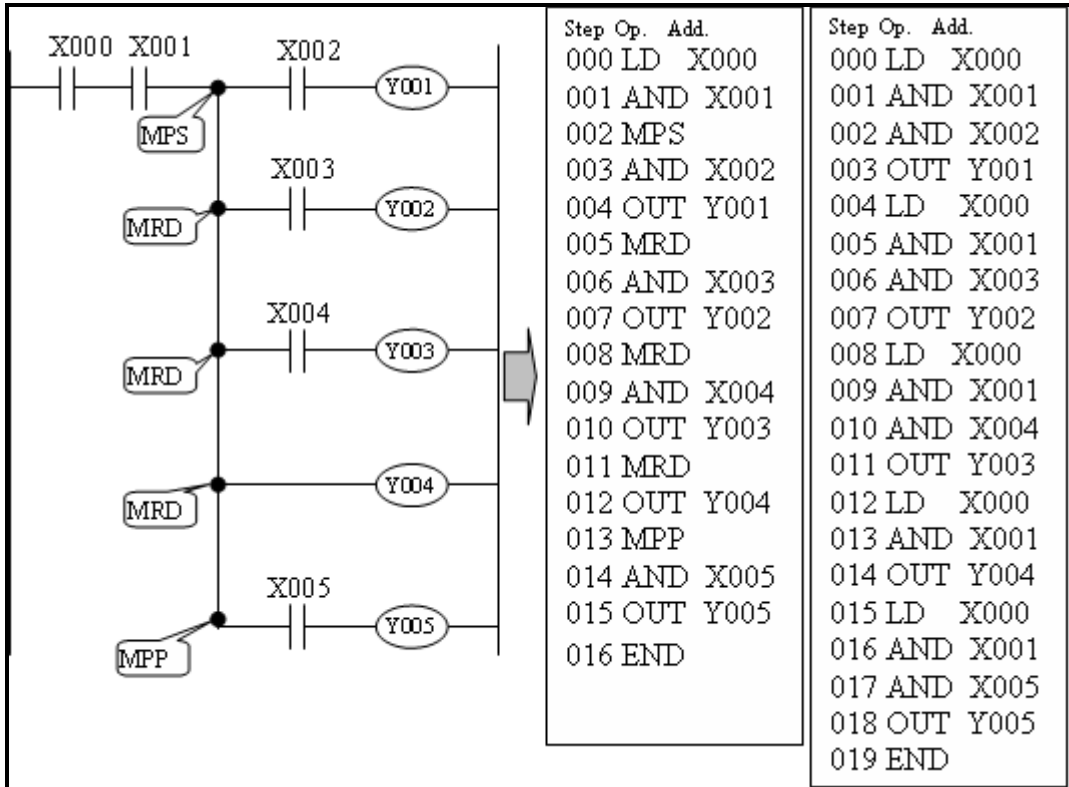 X000 X001
X002
Y001
MPS
X003
Y002
MRD
X004
Y003
MRD
Y004
MRD
X005
Y005
MPP
Step Op. Add.
000 LD X000
001 AND X001
002 MPS
003 AND X002
004 OUT Y001
005 MRD
006 AND X003
007 OUT Y002
008 MRD
009 AND X004
010 OUT Y003
011 MRD
012 OUT Y004
013 MPP
014 AND X005
015 OUT Y005
016 END
Step Op. Add.
000 LD X000
001 AND X001
002 AND X002
003 OUT Y001
004 LD X000
005 AND X001
006 AND X003
007 OUT Y002
008 LD X000
009 AND X001
010 AND X004
011 OUT Y003
012 LD X000
013 AND X001
014 OUT Y004
015 LD X000
016 AND X001
017 AND X005
018 OUT Y005
019 END